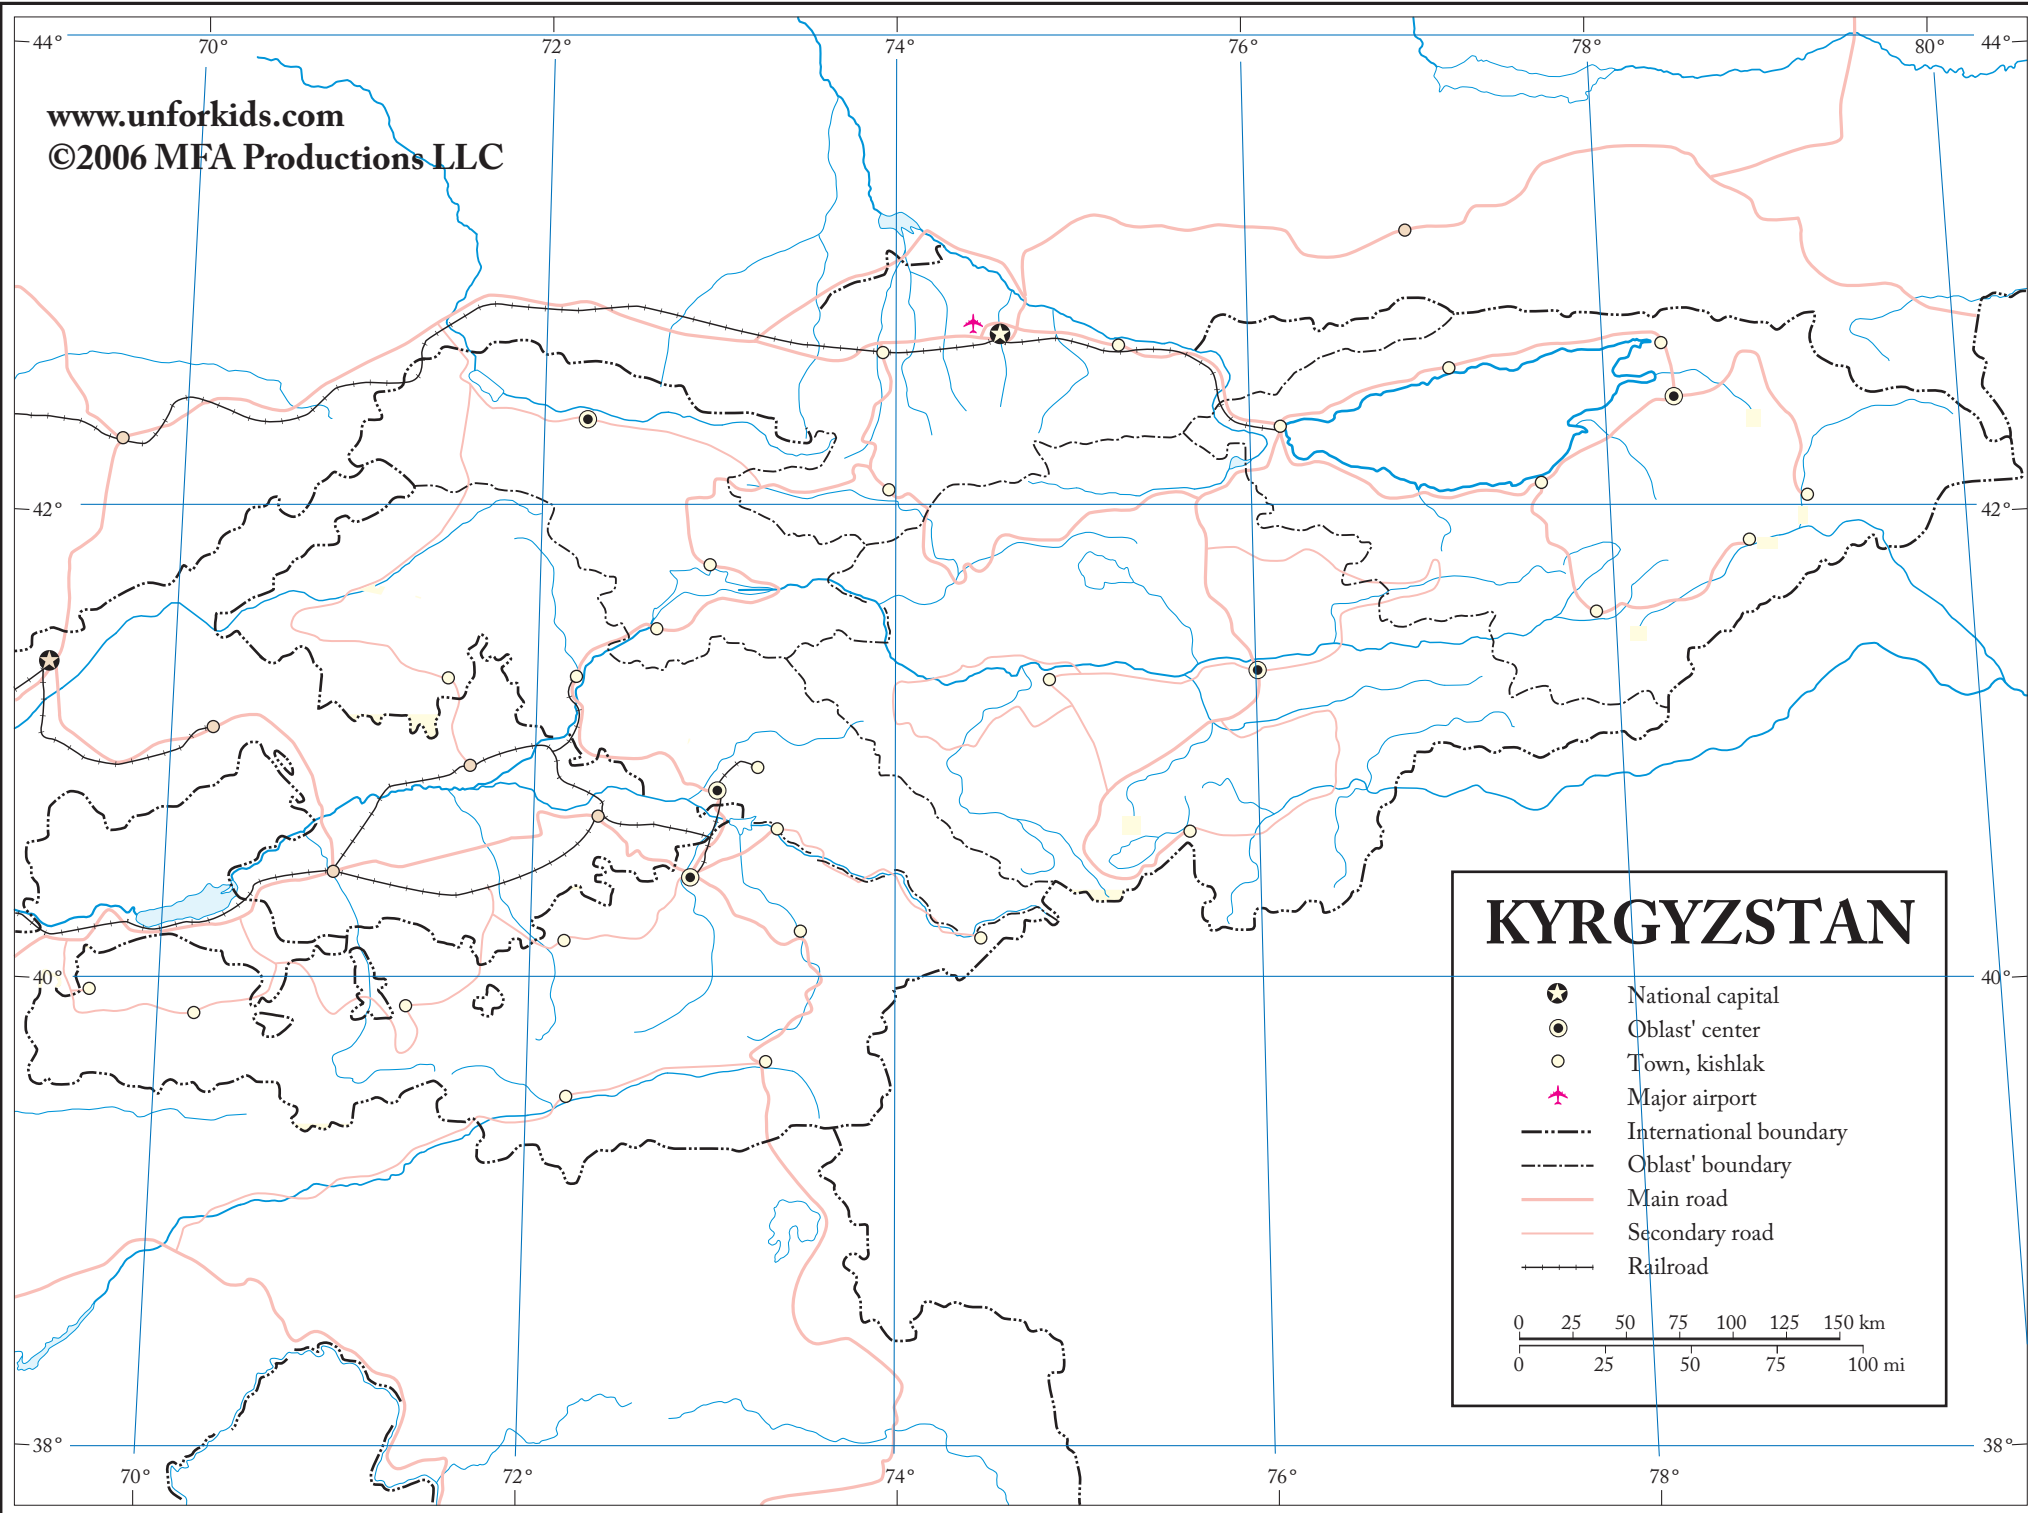 44°
70°
72°
74°
76°
78°
80°
44°
www.unforkids.com
©2006 MFA Productions LLC
42°
42°
KYRGYZSTAN
40°
40°
National capital
Oblast' center
Town, kishlak
Major airport
International boundary
Oblast' boundary
Main road
Secondary road
Railroad
0 25 50 75 100 125 150 km
0 25 50 75 100 mi
38°
38°
70°
72°
74°
76°
78°